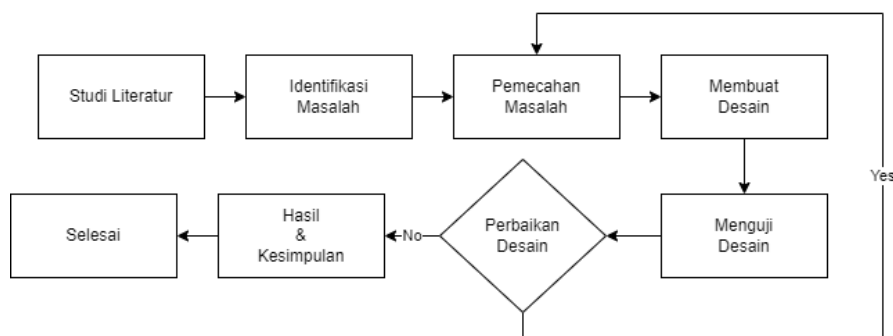 Studi Literatur
Identifikasi
Masalah
Pemecahan
Masalah
Membuat
Desain
Yes
Menguji
Desain
Perbaikan
Desain
No
Hasil
&
Kesimpulan
Selesai